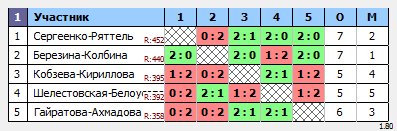 1 Участник 1 2 3 4 5 О М
1 Сергеенко-Ряттель R:452 0:2 2:1 2:0 2:0 7 2
2 Березина-Колбина R:440 2:0 2:0 1:2 2:0 7 1
3 Кобзева-Кириллова R:395 1:2 0:2 2:1 1:2 5 4
4 Шелестовская-Белоус R:392 0:2 2:1 1:2 1:2 5 5
5 Гайратова-Ахмадова R:358 0:2 0:2 2:1 2:1 6 3
1.80